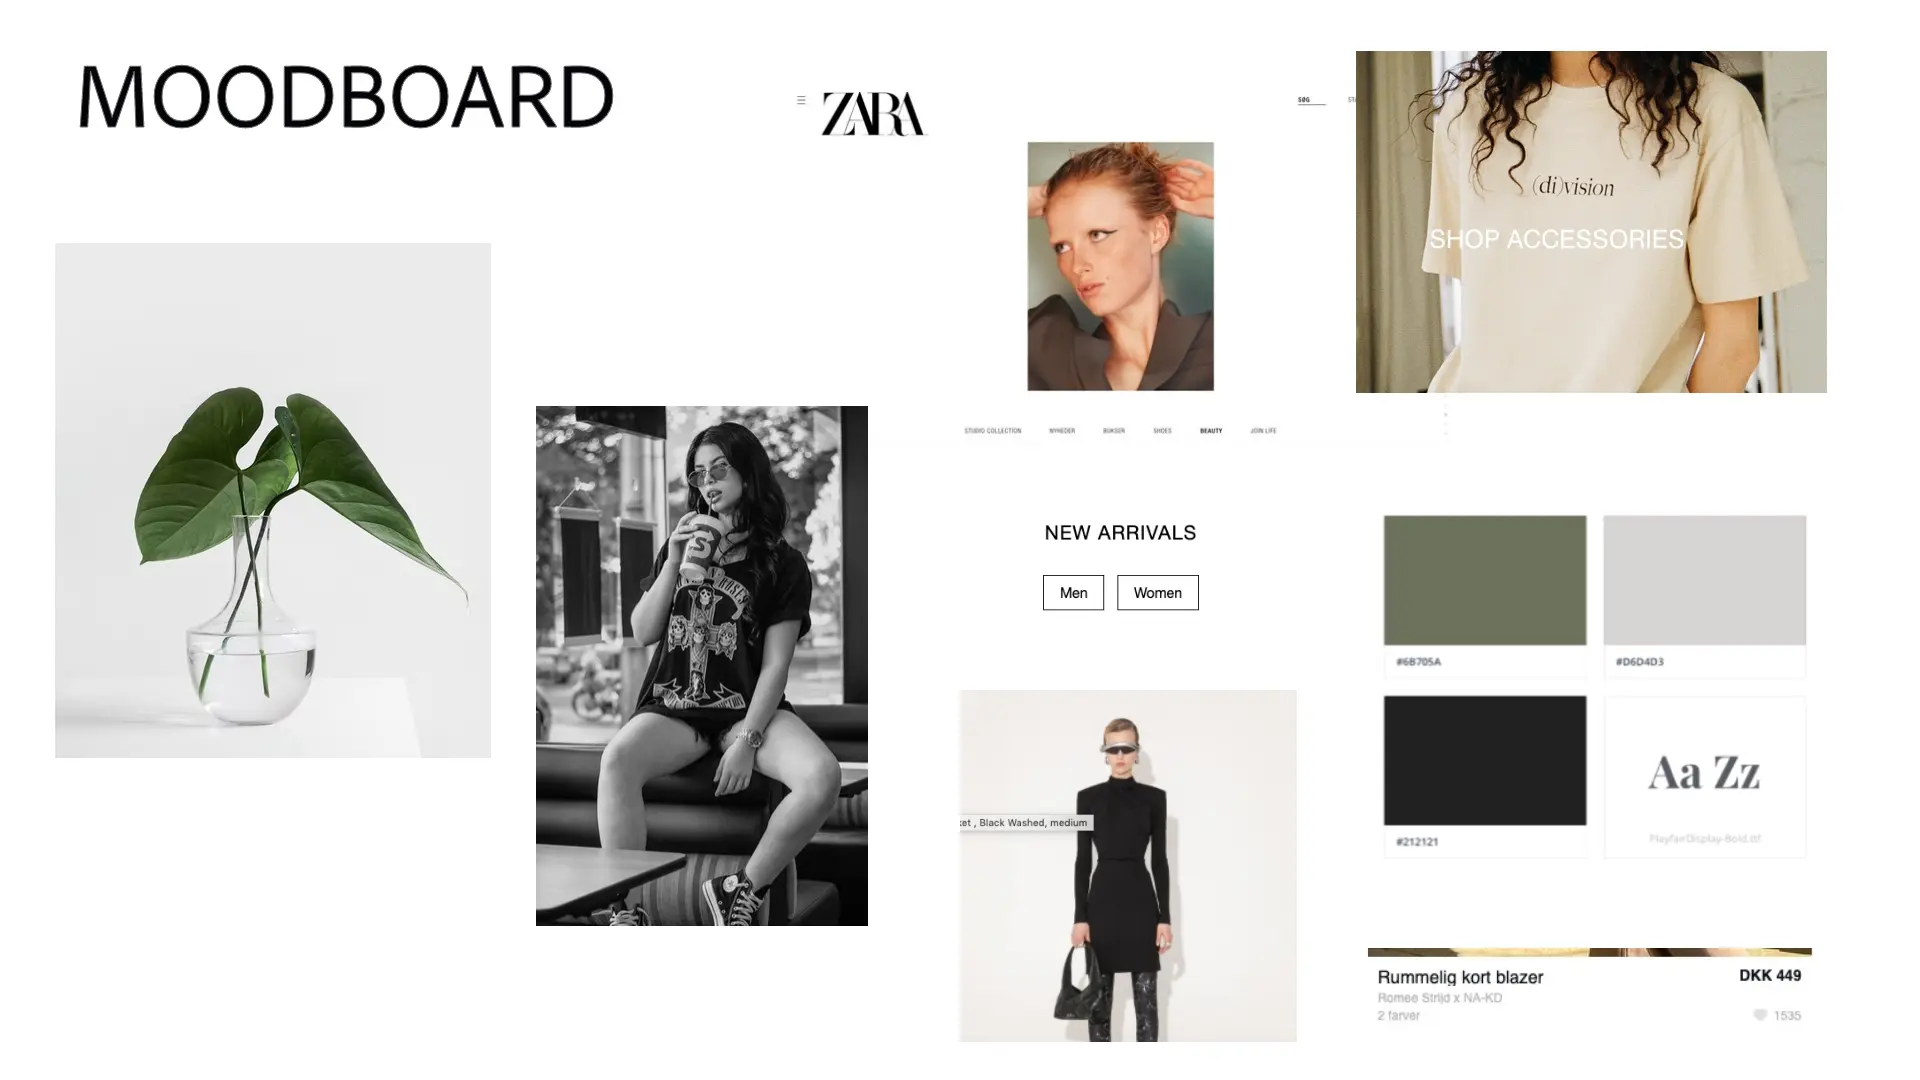 MOODBOARD
ZARA
SØG
(di)vision
SHOP ACCESSORIES
STUDIO COLLECTION
NYHEDER
BUKSER
SHOES
BEAUTY
JOIN LIFE
NEW ARRIVALS
Men
Women
, Black Washed, medium
#6B705A
#D6D4D3
#212121
Aa Zz
PlayfairDisplay-Bold.ttf
Rummelig kort blazer
DKK 449
Romee Strijd x NA-KD
2 farver
1535